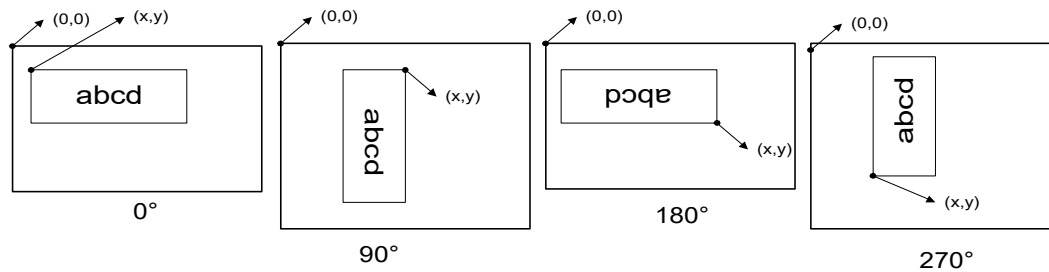 (0,0) (x,y) (0,0) (0,0) (0,0)
abcd
abcd
abcd
abcd
(x,y)
(x,y)
(x,y)
0°
90°
180°
270°